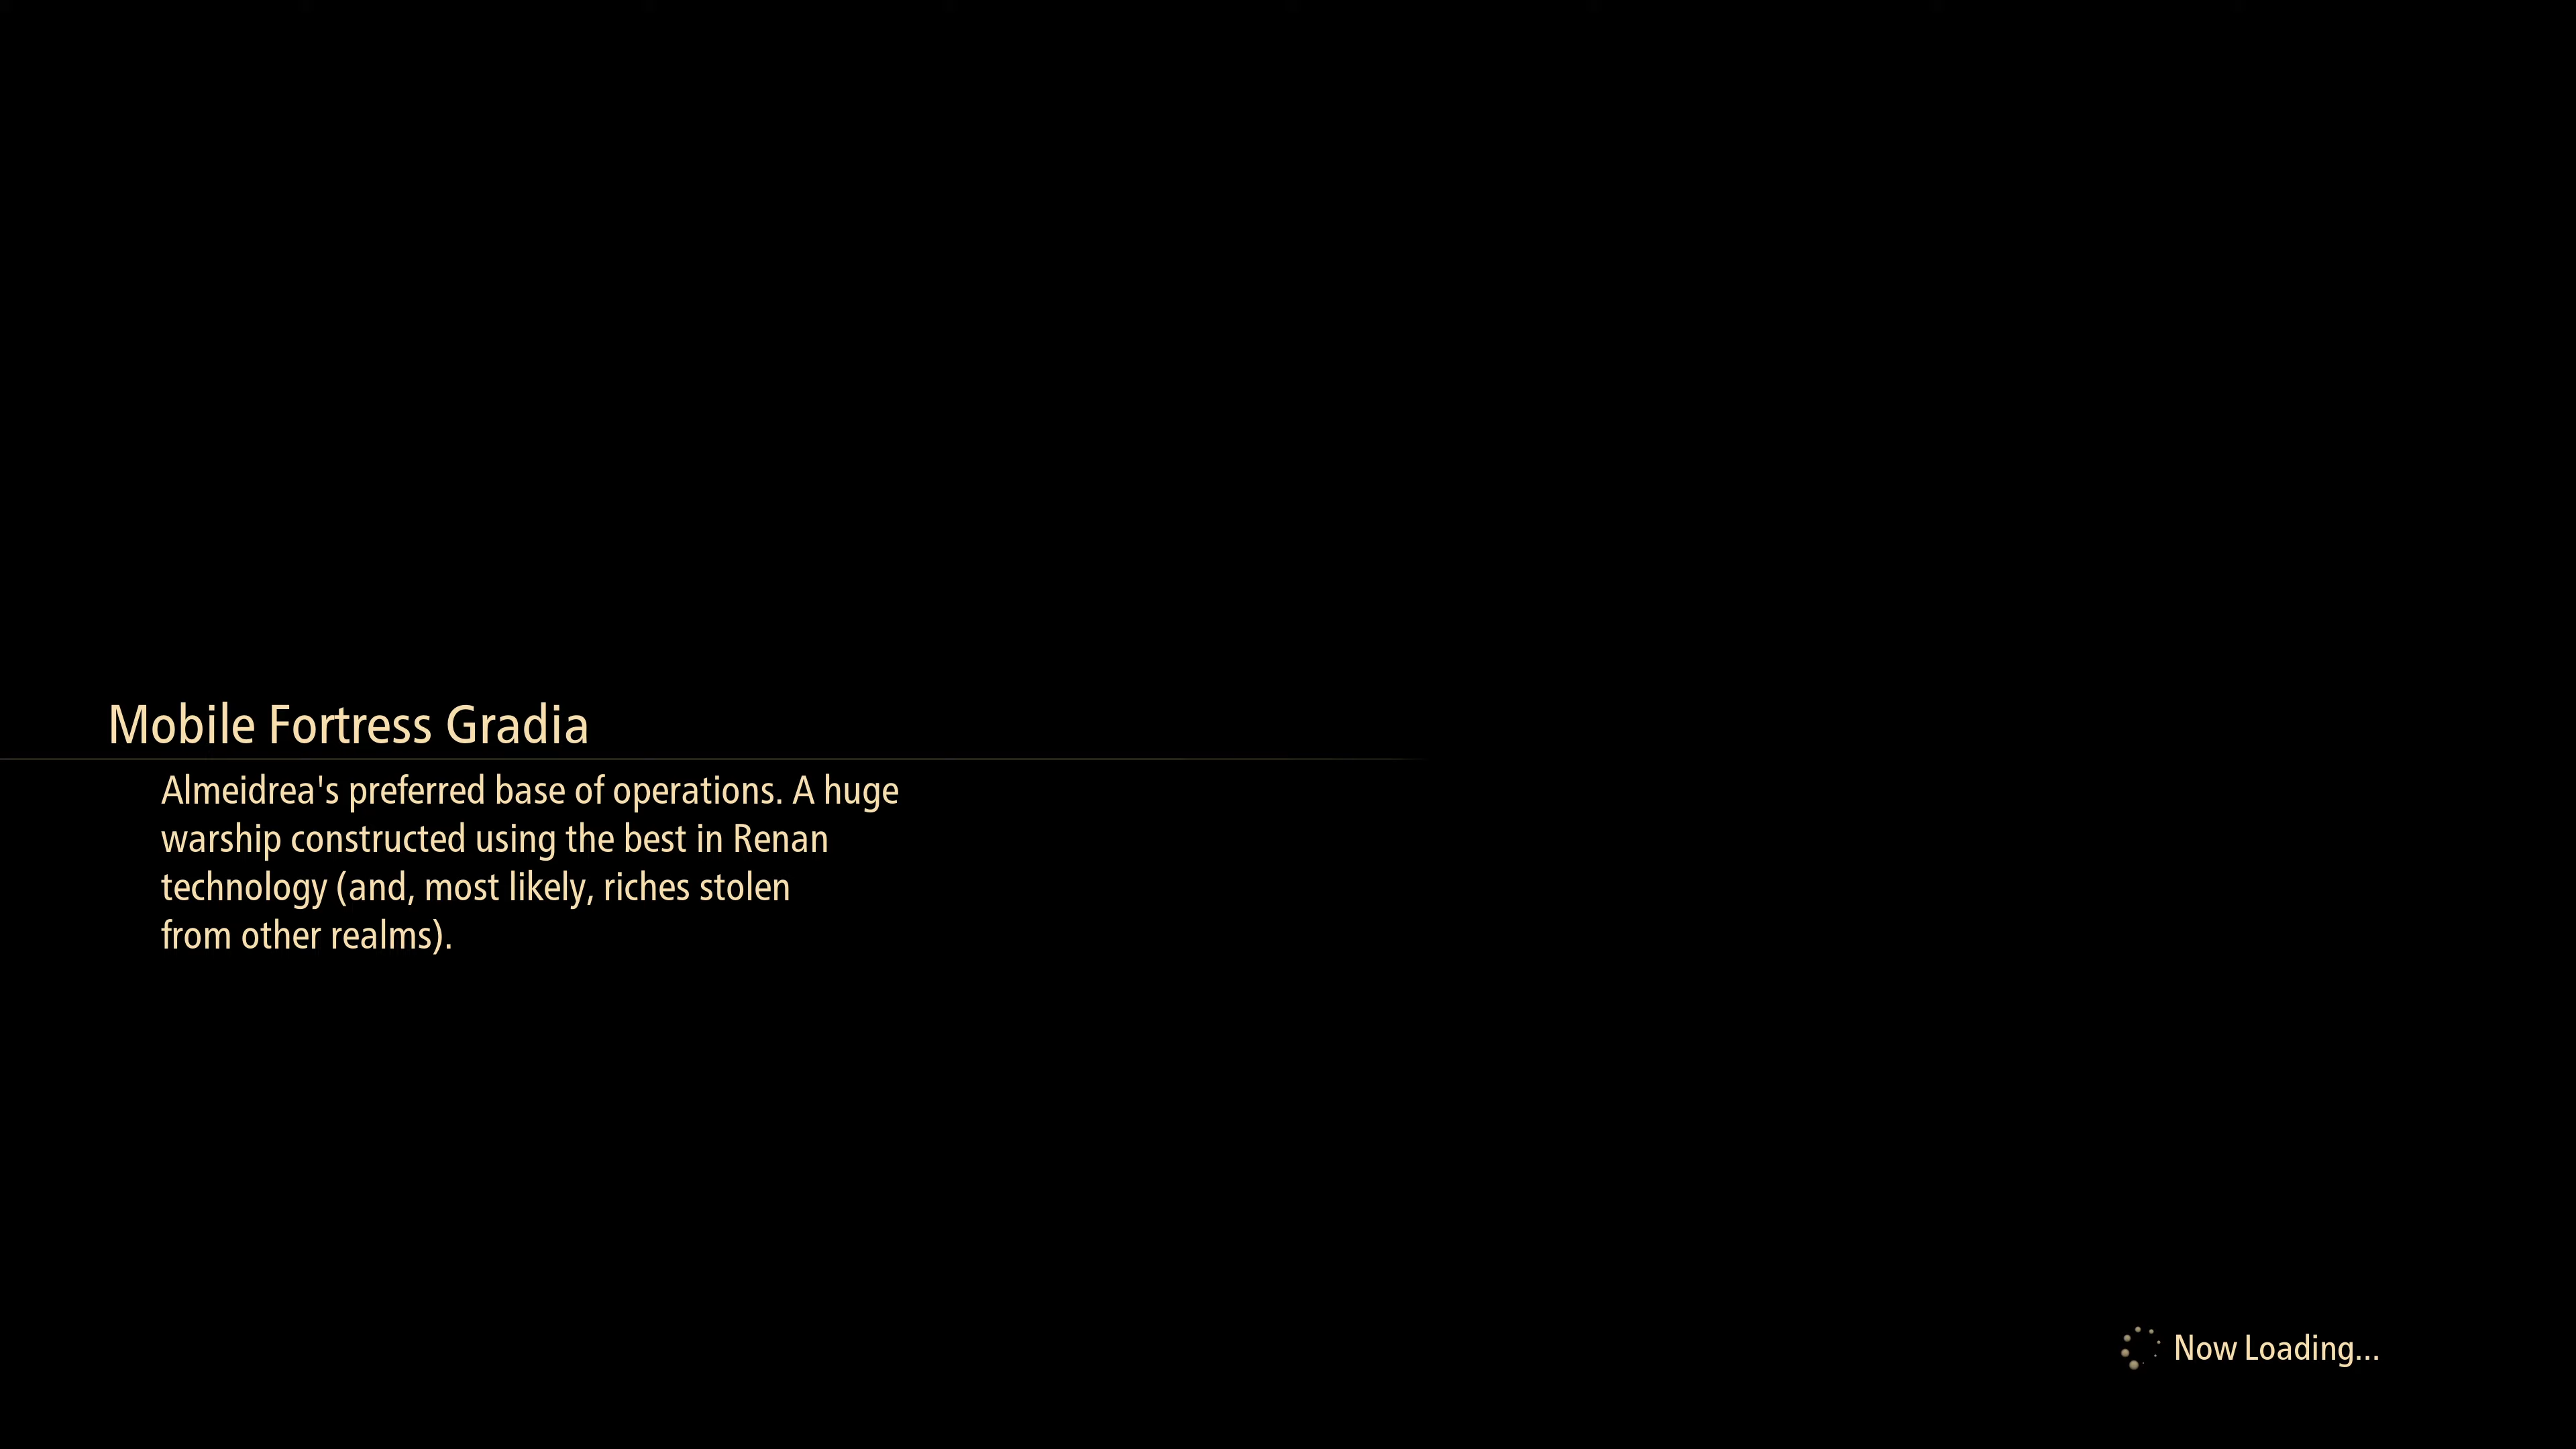 Mobile Fortress Gradia
Almeidrea's preferred base of operations. A huge
warship constructed using the best in Renan
technology (and, most likely, riches stolen
from other realms).
Now Loading...